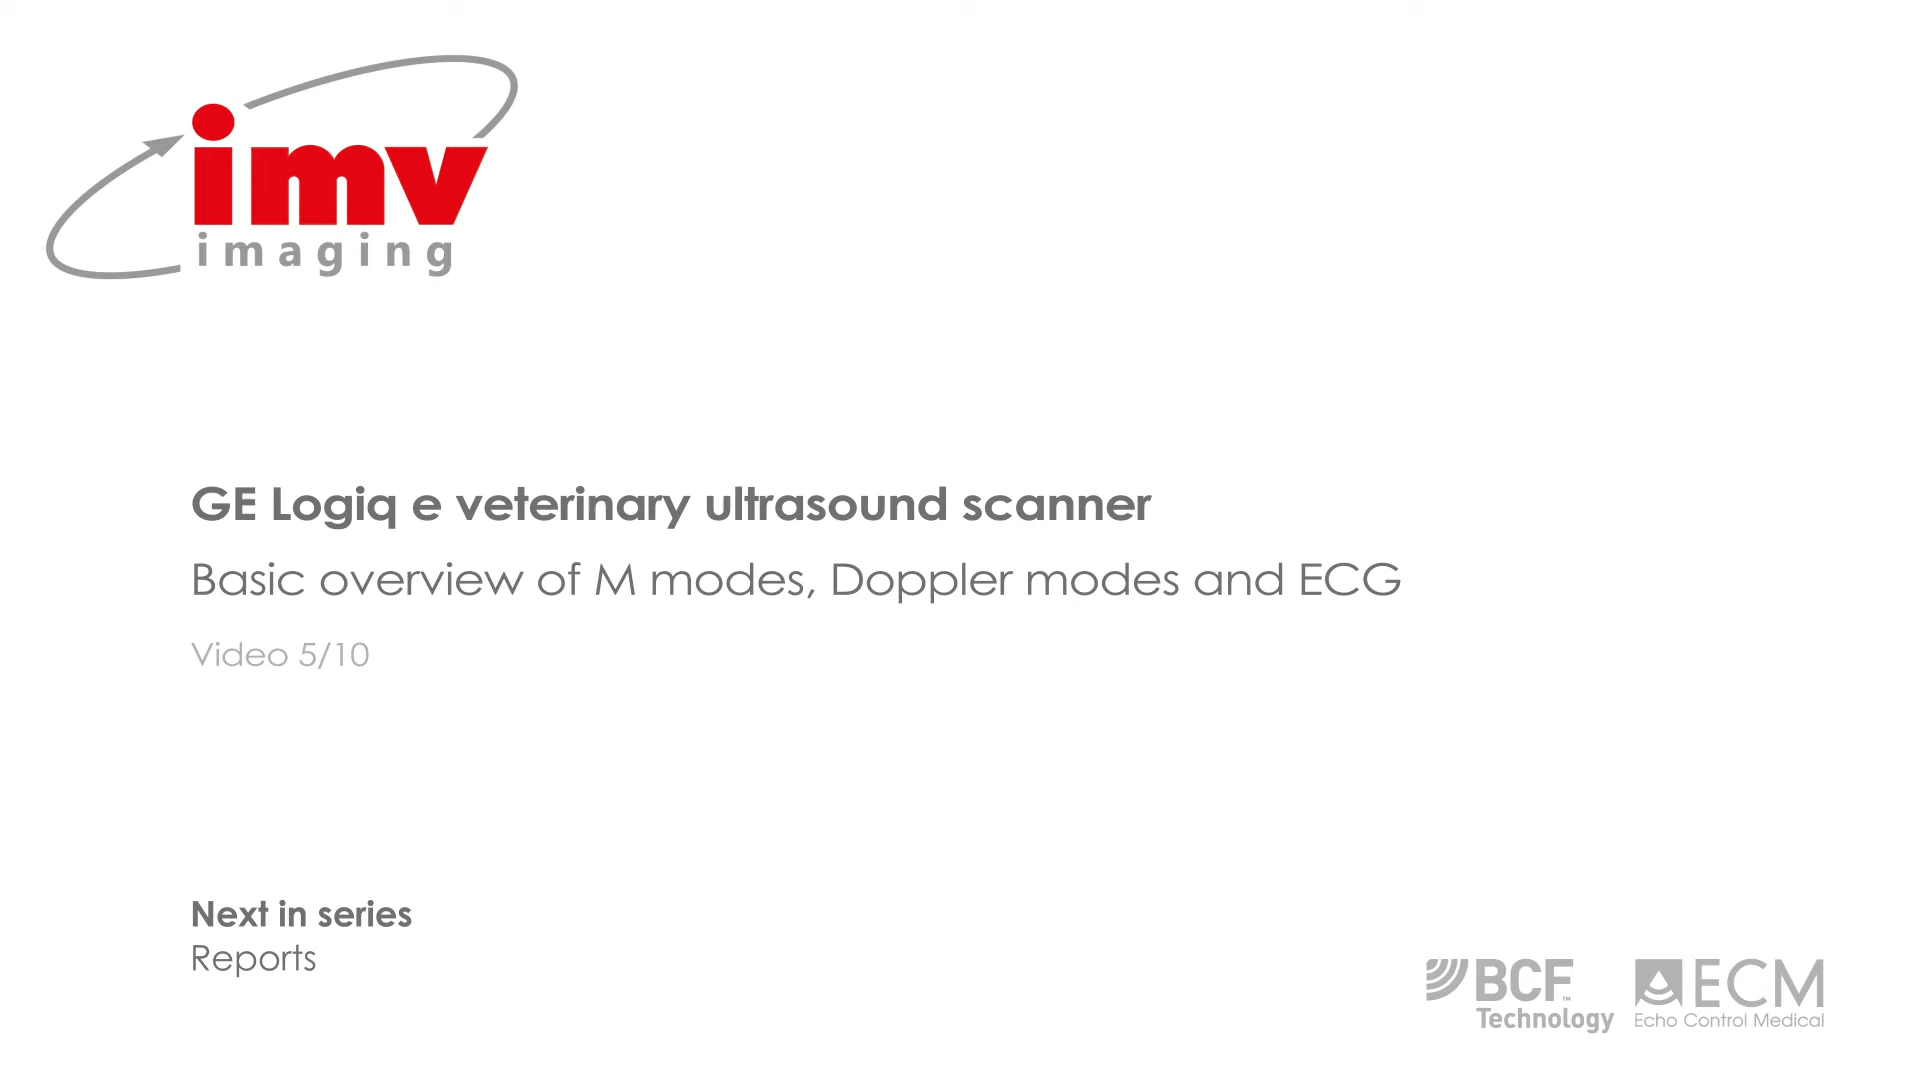 imv
imaging
GE Logiq e veterinary ultrasound scanner
Basic overview of M modes, Doppler modes and ECG
Video 5/10
Next in series
Reports
BCF™
Technology
ECM
Echo Control Medical